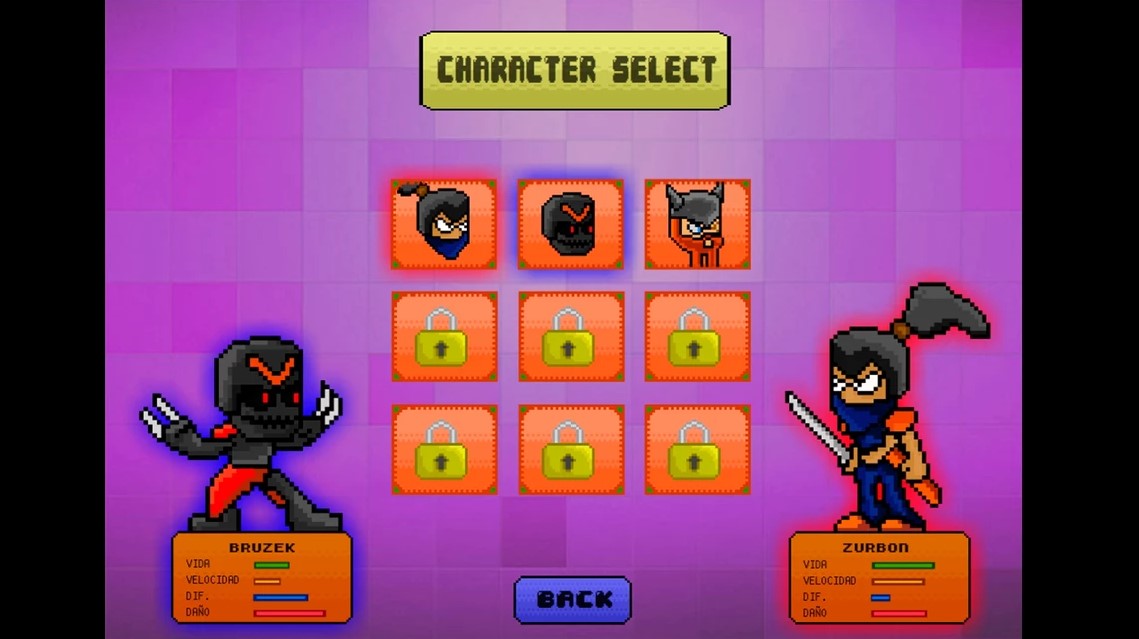 CHARACTER SELECT
BRUZEK
VIDA
VELOCIDAD
DIF.
DAÑO
ZURBON
VIDA
VELOCIDAD
DIF.
DAÑO
BACK